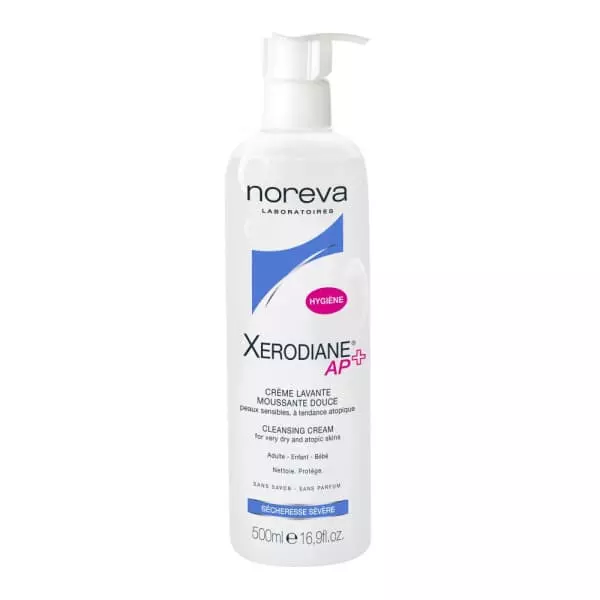 noreva
LABORATOIRES
HYGIÈNE
XERODIANE®
AP+
CRÈME LAVANTE
MOUSSANTE DOUCE
peaux sensibles, à tendance atopique
CLEANSING CREAM
for very dry and atopic skins
Adulte - Enfant - Bébé
Nettoie. Protège.
SANS SAVON - SANS PARFUM
SÉCHERESSE SÉVÈRE
500ml ℮ 16,9fl.oz.